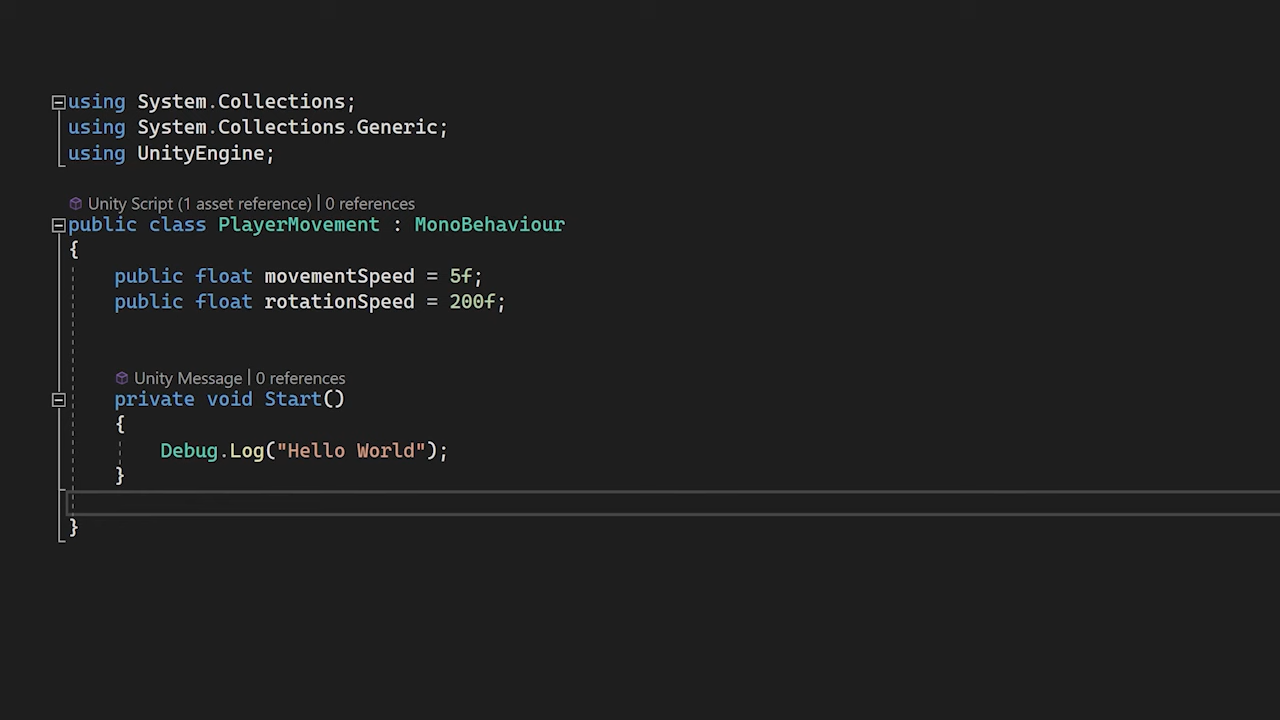 using System.Collections;
using System.Collections.Generic;
using UnityEngine;
Unity Script (1 asset reference) | 0 references
public class PlayerMovement : MonoBehaviour
{
public float movementSpeed = 5f;
public float rotationSpeed = 200f;
Unity Message | 0 references
private void Start()
{
Debug.Log("Hello World");
}
}